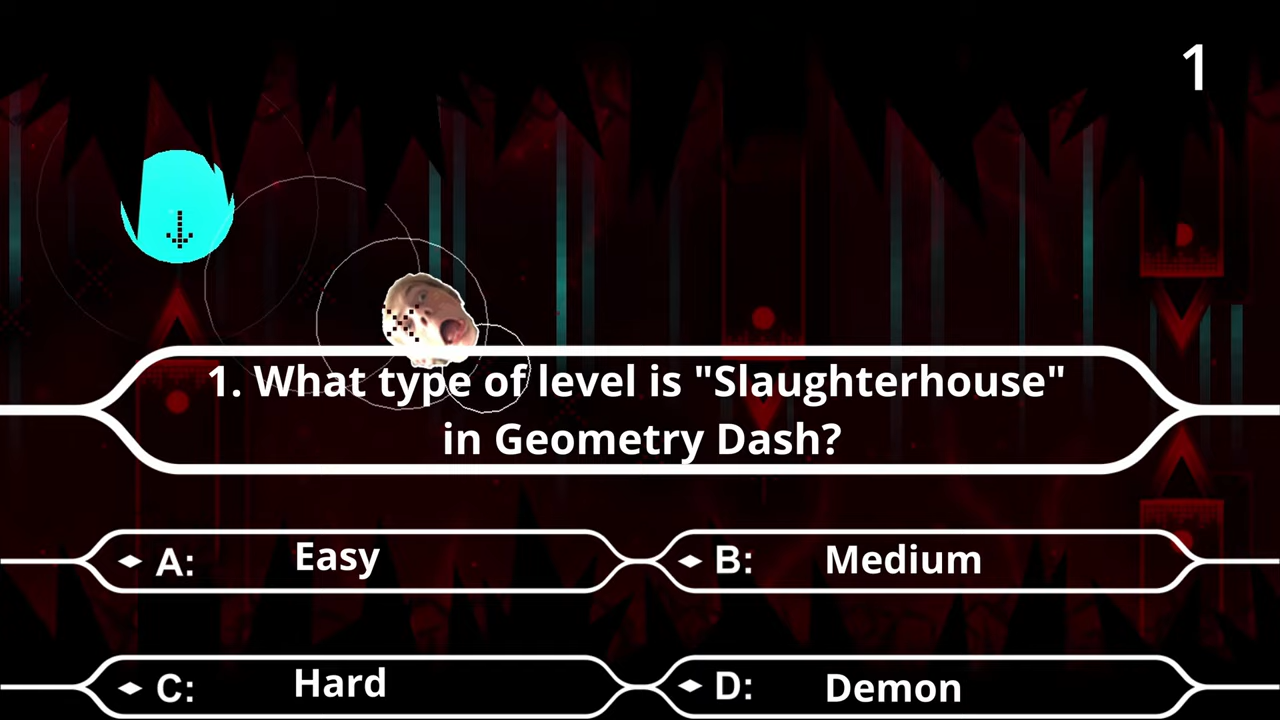 1
1. What type of level is "Slaughterhouse"
in Geometry Dash?
A: Easy
B: Medium
C: Hard
D: Demon